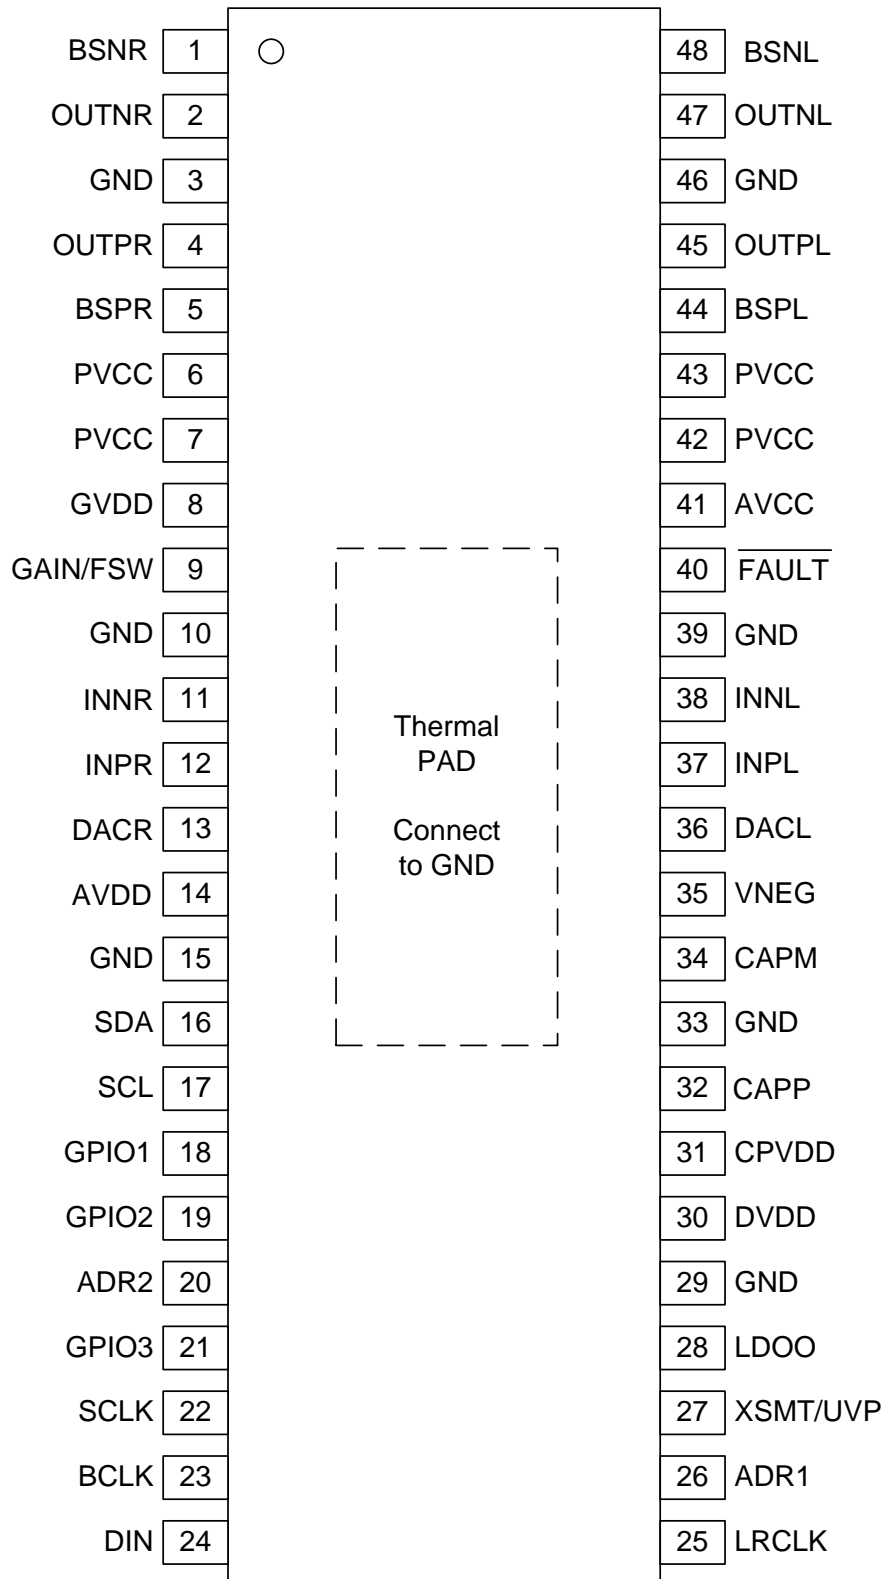 BSNR 1 48 BSNL
OUTNR 2 47 OUTNL
GND 3 46 GND
OUTPR 4 45 OUTPL
BSPR 5 44 BSPL
PVCC 6 43 PVCC
PVCC 7 42 PVCC
GVDD 8 41 AVCC
GAIN/FSW 9 40 FAULT
GND 10 39 GND
INNR 11 38 INNL
INPR 12 37 INPL
DACR 13 36 DACL
AVDD 14 35 VNEG
GND 15 34 CAPM
SDA 16 33 GND
SCL 17 32 CAPP
GPIO1 18 31 CPVDD
GPIO2 19 30 DVDD
ADR2 20 29 GND
GPIO3 21 28 LDOO
SCLK 22 27 XSMT/UVP
BCLK 23 26 ADR1
DIN 24 25 LRCLK
Thermal
PAD
Connect
to GND